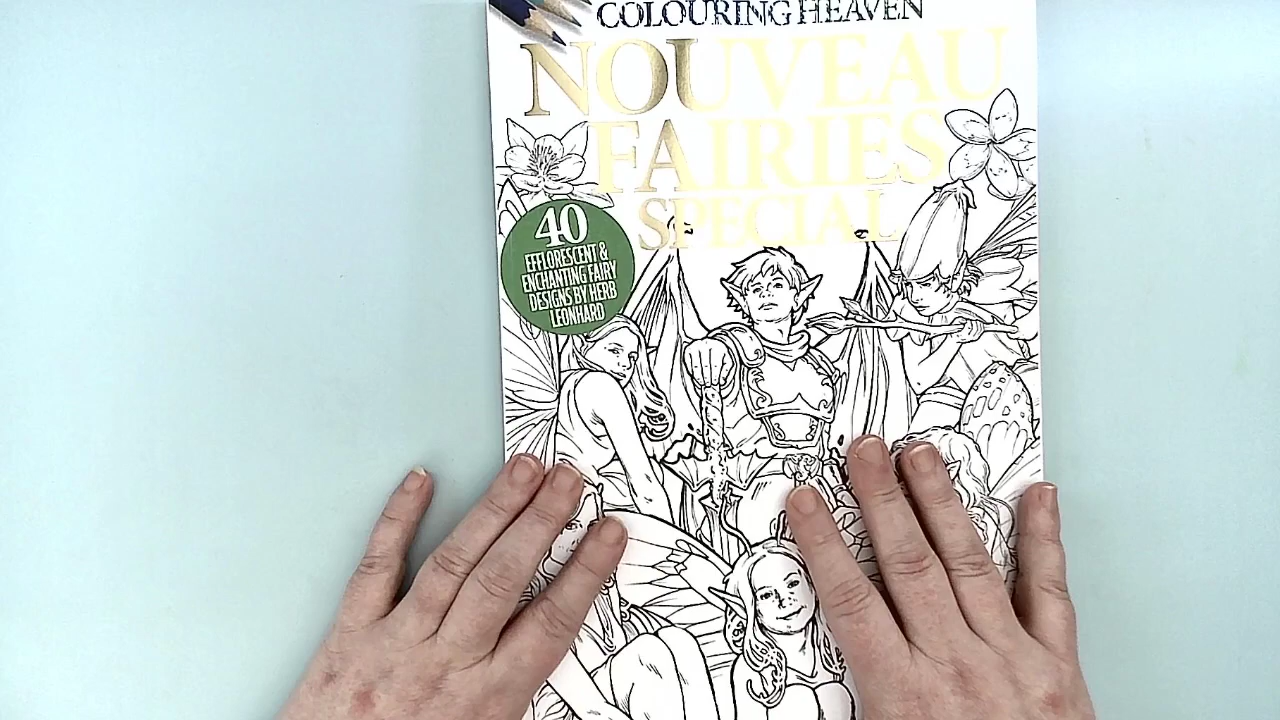 COLOURING HEAVEN
NOUVEAU
FAIRIES
SPECIAL
40
EFFLORESCENT &
ENCHANTING FAIRY
DESIGNS BY HERB
LEONHARD